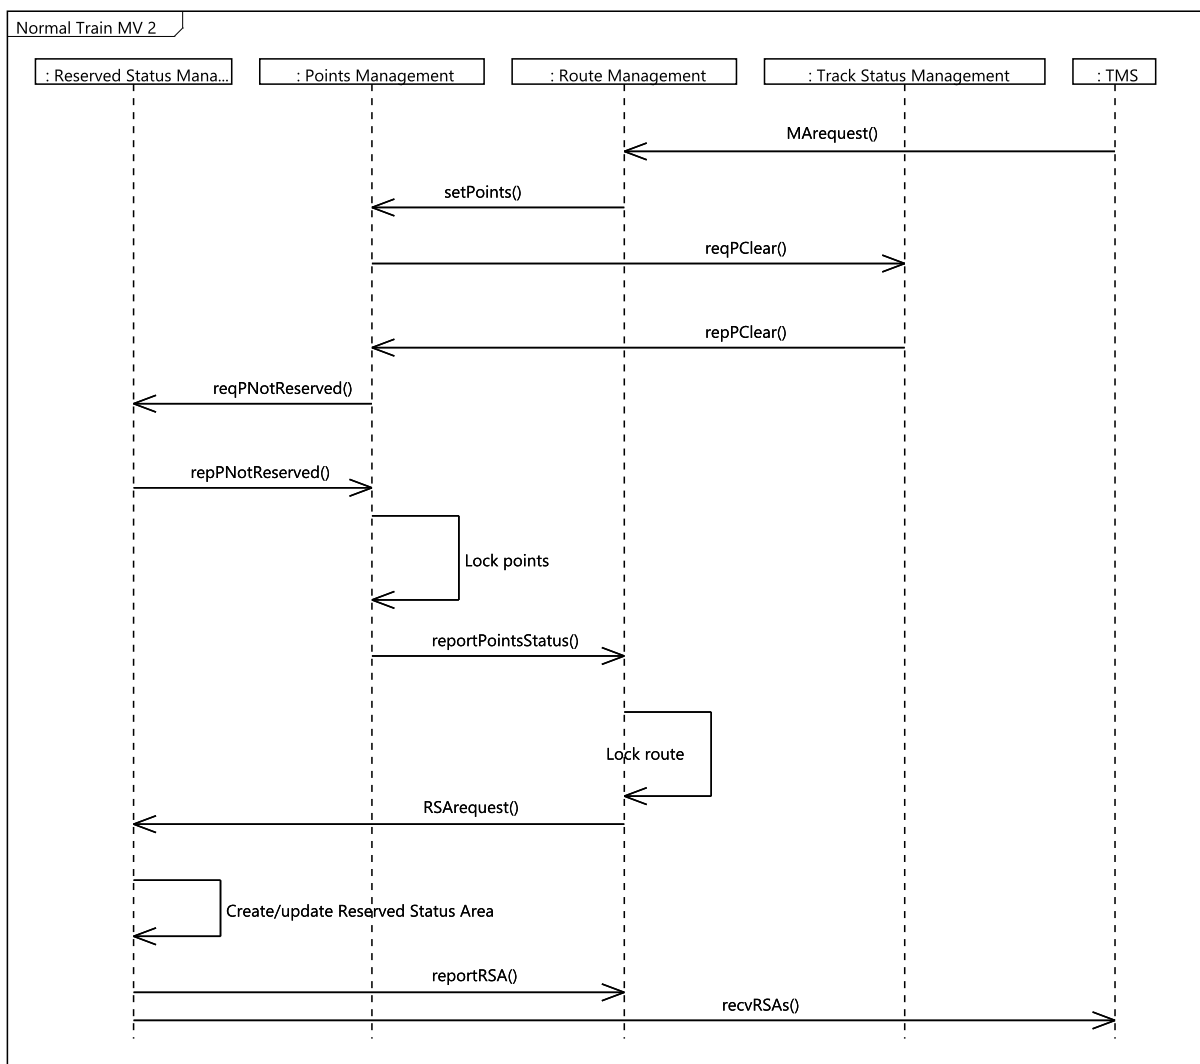 Normal Train MV 2
: Reserved Status Mana...
: Points Management
: Route Management
: Track Status Management
: TMS
MArequest()
setPoints()
reqPClear()
repPClear()
reqPNotReserved()
repPNotReserved()
Lock points
reportPointsStatus()
Lock route
RSArequest()
Create/update Reserved Status Area
reportRSA()
recvRSAs()